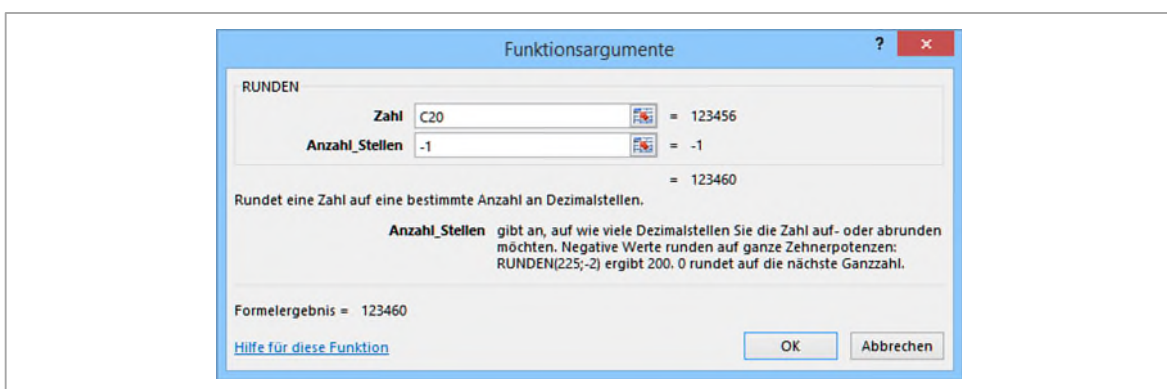 Funktionsargumente ? ×
RUNDEN
Zahl C20 = 123456
Anzahl_Stellen -1 = -1
= 123460
Rundet eine Zahl auf eine bestimmte Anzahl an Dezimalstellen.
Anzahl_Stellen gibt an, auf wie viele Dezimalstellen Sie die Zahl auf- oder abrunden
möchten. Negative Werte runden auf ganze Zehnerpotenzen:
RUNDEN(225;-2) ergibt 200. 0 rundet auf die nächste Ganzzahl.
Formelergebnis = 123460
Hilfe für diese Funktion OK Abbrechen